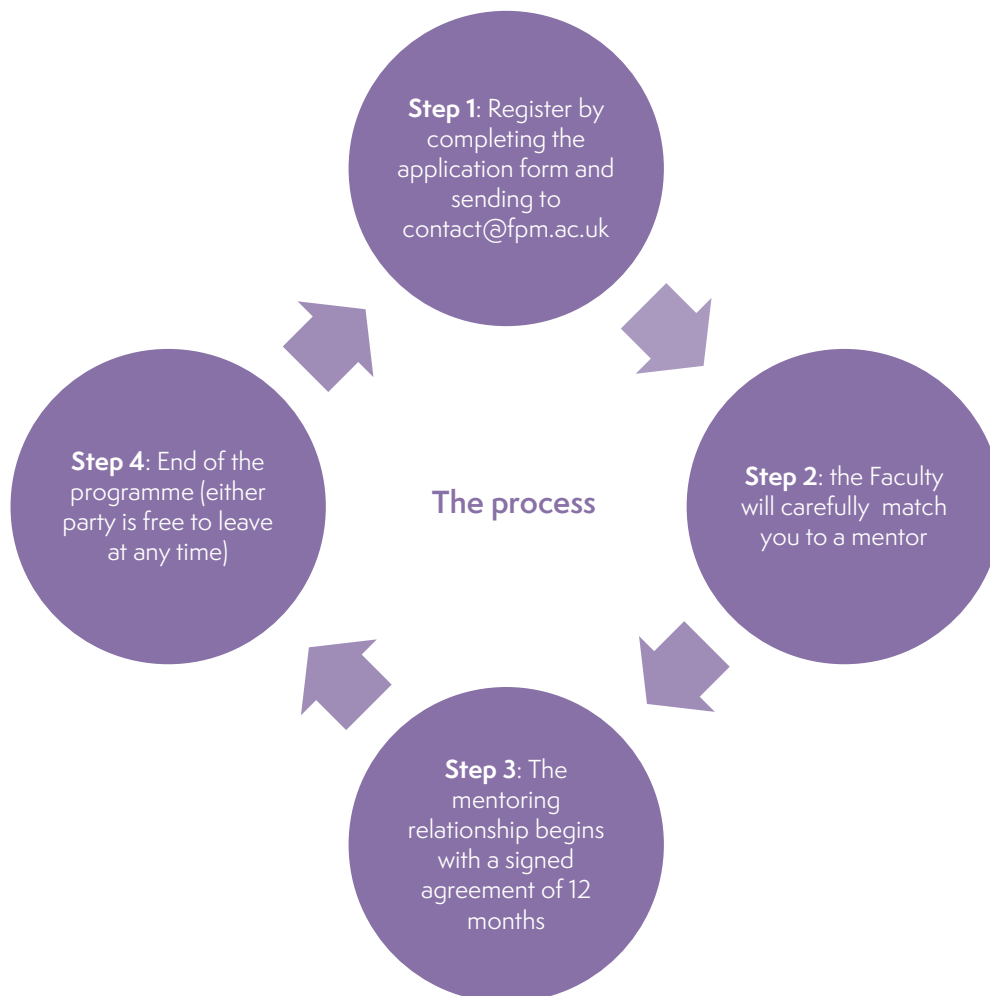 Step 1: Register by
completing the
application form and
sending to
contact@fpm.ac.uk
Step 2: the Faculty
will carefully  match
you to a mentor
Step 3: The
mentoring
relationship begins
with a signed
agreement of 12
months
Step 4: End of the
programme (either
party is free to leave
at any time)
The process